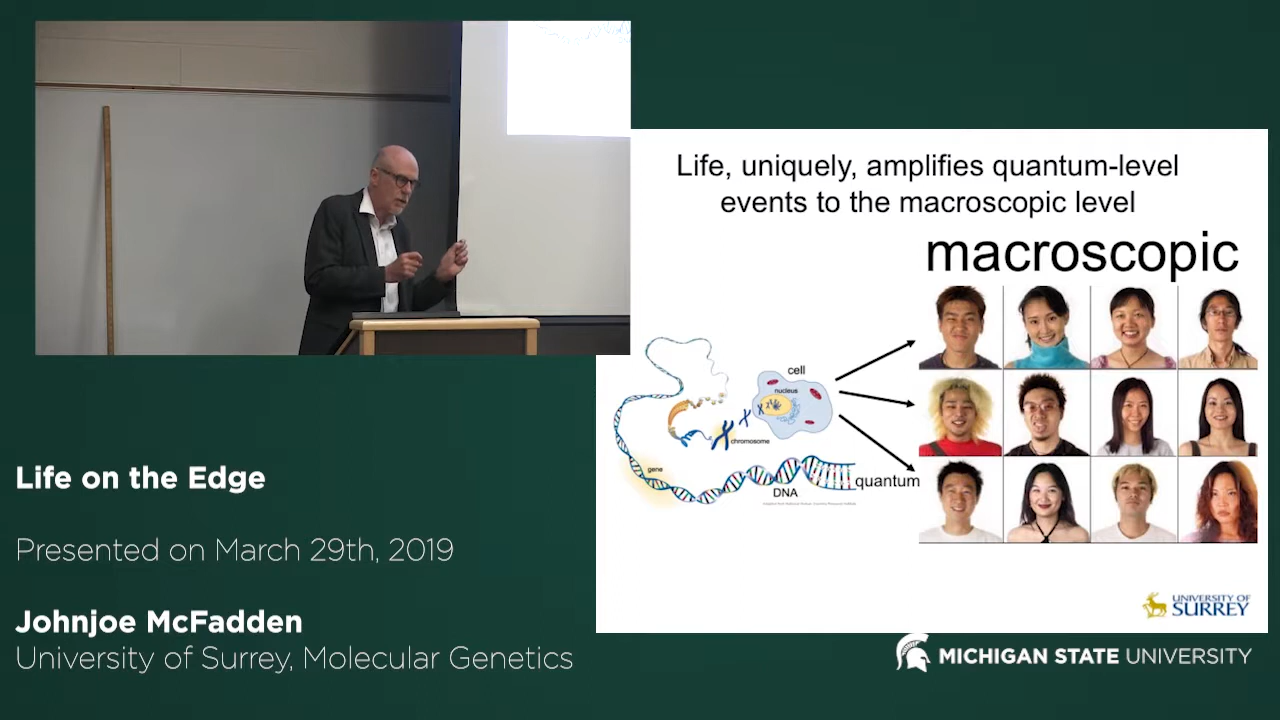 Life, uniquely, amplifies quantum-level
events to the macroscopic level
macroscopic
cell
nucleus
chromosome
gene
DNA
quantum
UNIVERSITY OF
SURREY
Life on the Edge
Presented on March 29th, 2019
Johnjoe McFadden
University of Surrey, Molecular Genetics
MICHIGAN STATE UNIVERSITY